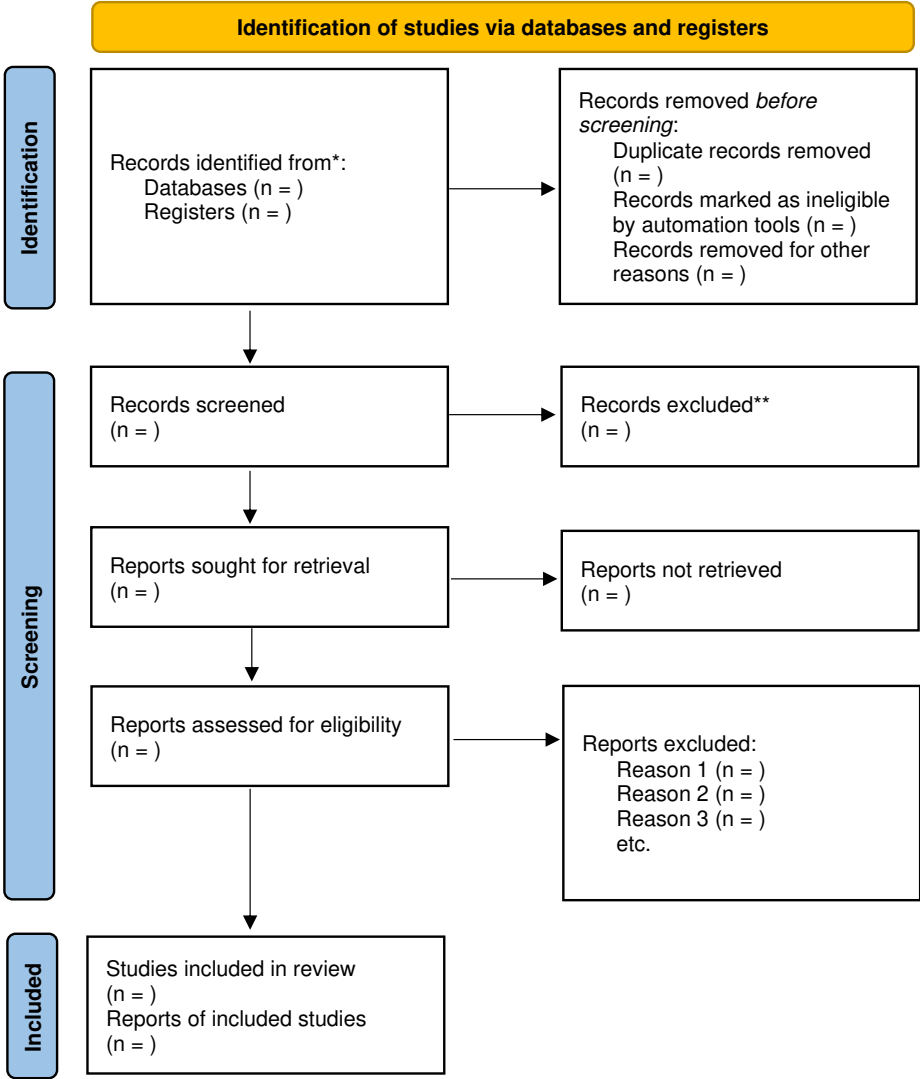 Identification of studies via databases and registers
Identification
Records identified from*:
Databases (n = )
Registers (n = )
Records removed before
screening:
Duplicate records removed
(n = )
Records marked as ineligible
by automation tools (n = )
Records removed for other
reasons (n = )
Screening
Records screened
(n = )
Records excluded**
(n = )
Reports sought for retrieval
(n = )
Reports not retrieved
(n = )
Reports assessed for eligibility
(n = )
Reports excluded:
Reason 1 (n = )
Reason 2 (n = )
Reason 3 (n = )
etc.
Included
Studies included in review
(n = )
Reports of included studies
(n = )